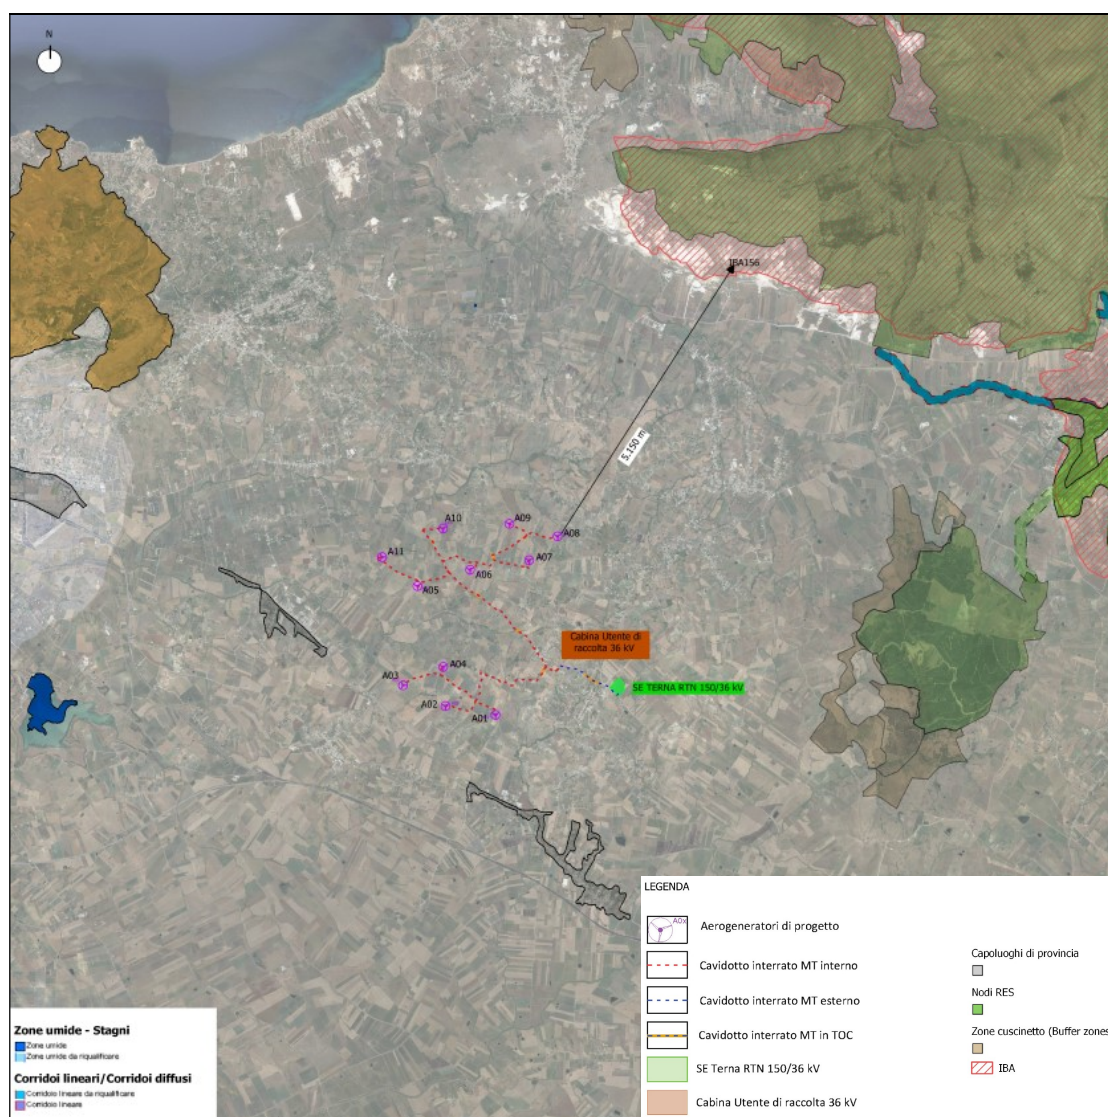 N
IBA156
5.150 m
A10
A09
A08
A11
A07
A06
A05
Cabina Utente di
raccolta 36 kV
A04
A03
SE TERNA RTN 150/36 kV
A02
A01
LEGENDA
A0x
Aerogeneratori di progetto
Cavidotto interrato MT interno
Cavidotto interrato MT esterno
Cavidotto interrato MT in TOC
SE Terna RTN 150/36 kV
Cabina Utente di raccolta 36 kV
Capoluoghi di provincia
Nodi RES
Zone cuscinetto (Buffer zones
IBA
Zone umide - Stagni
Zone umide
Zone umide da riqualificare
Corridoi lineari/Corridoi diffusi
Corridoio lineare da riqualificare
Corridoio lineare